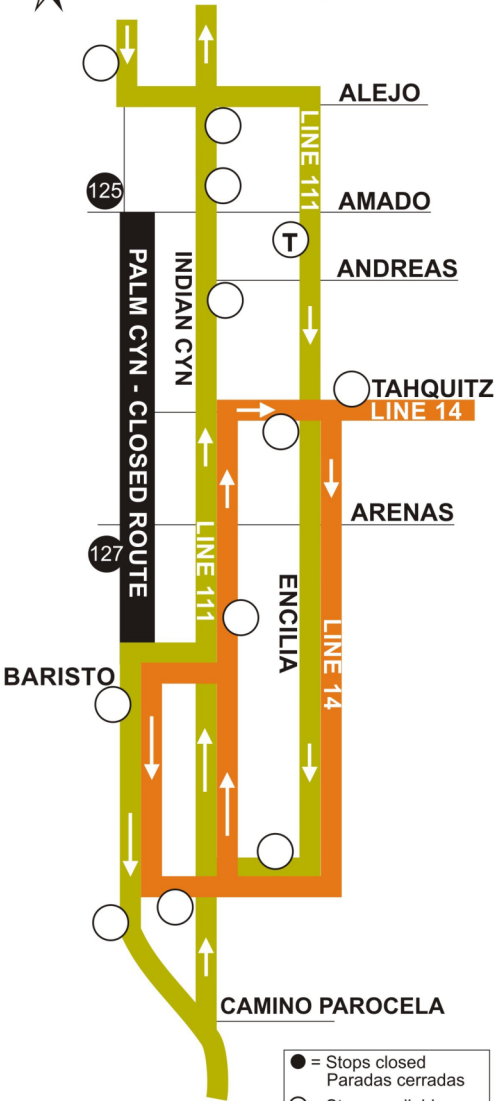 ALEJO
LINE 111
125
AMADO
T
ANDREAS
PALM CYN - CLOSED ROUTE
INDIAN CYN
TAHQUITZ
LINE 14
ARENAS
127
LINE 111
ENCILIA
LINE 14
BARISTO
CAMINO PAROCELA
= Stops closed
Paradas cerradas